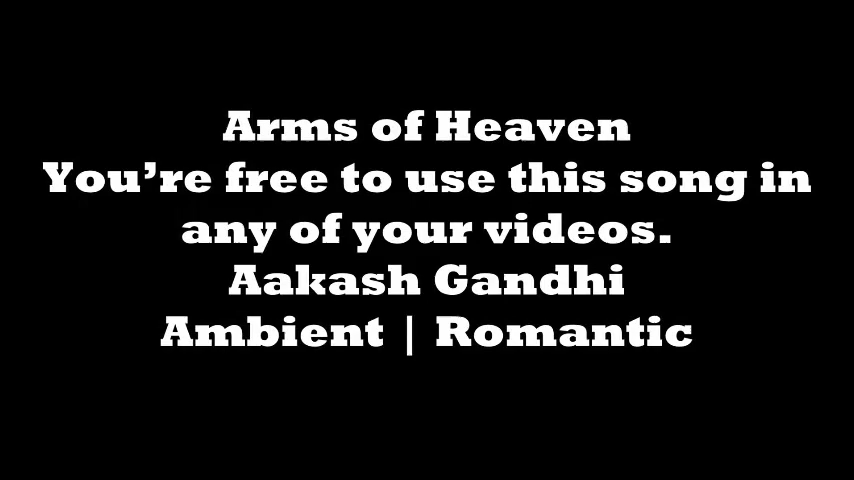 Arms of Heaven
You’re free to use this song in
any of your videos.
Aakash Gandhi
Ambient | Romantic